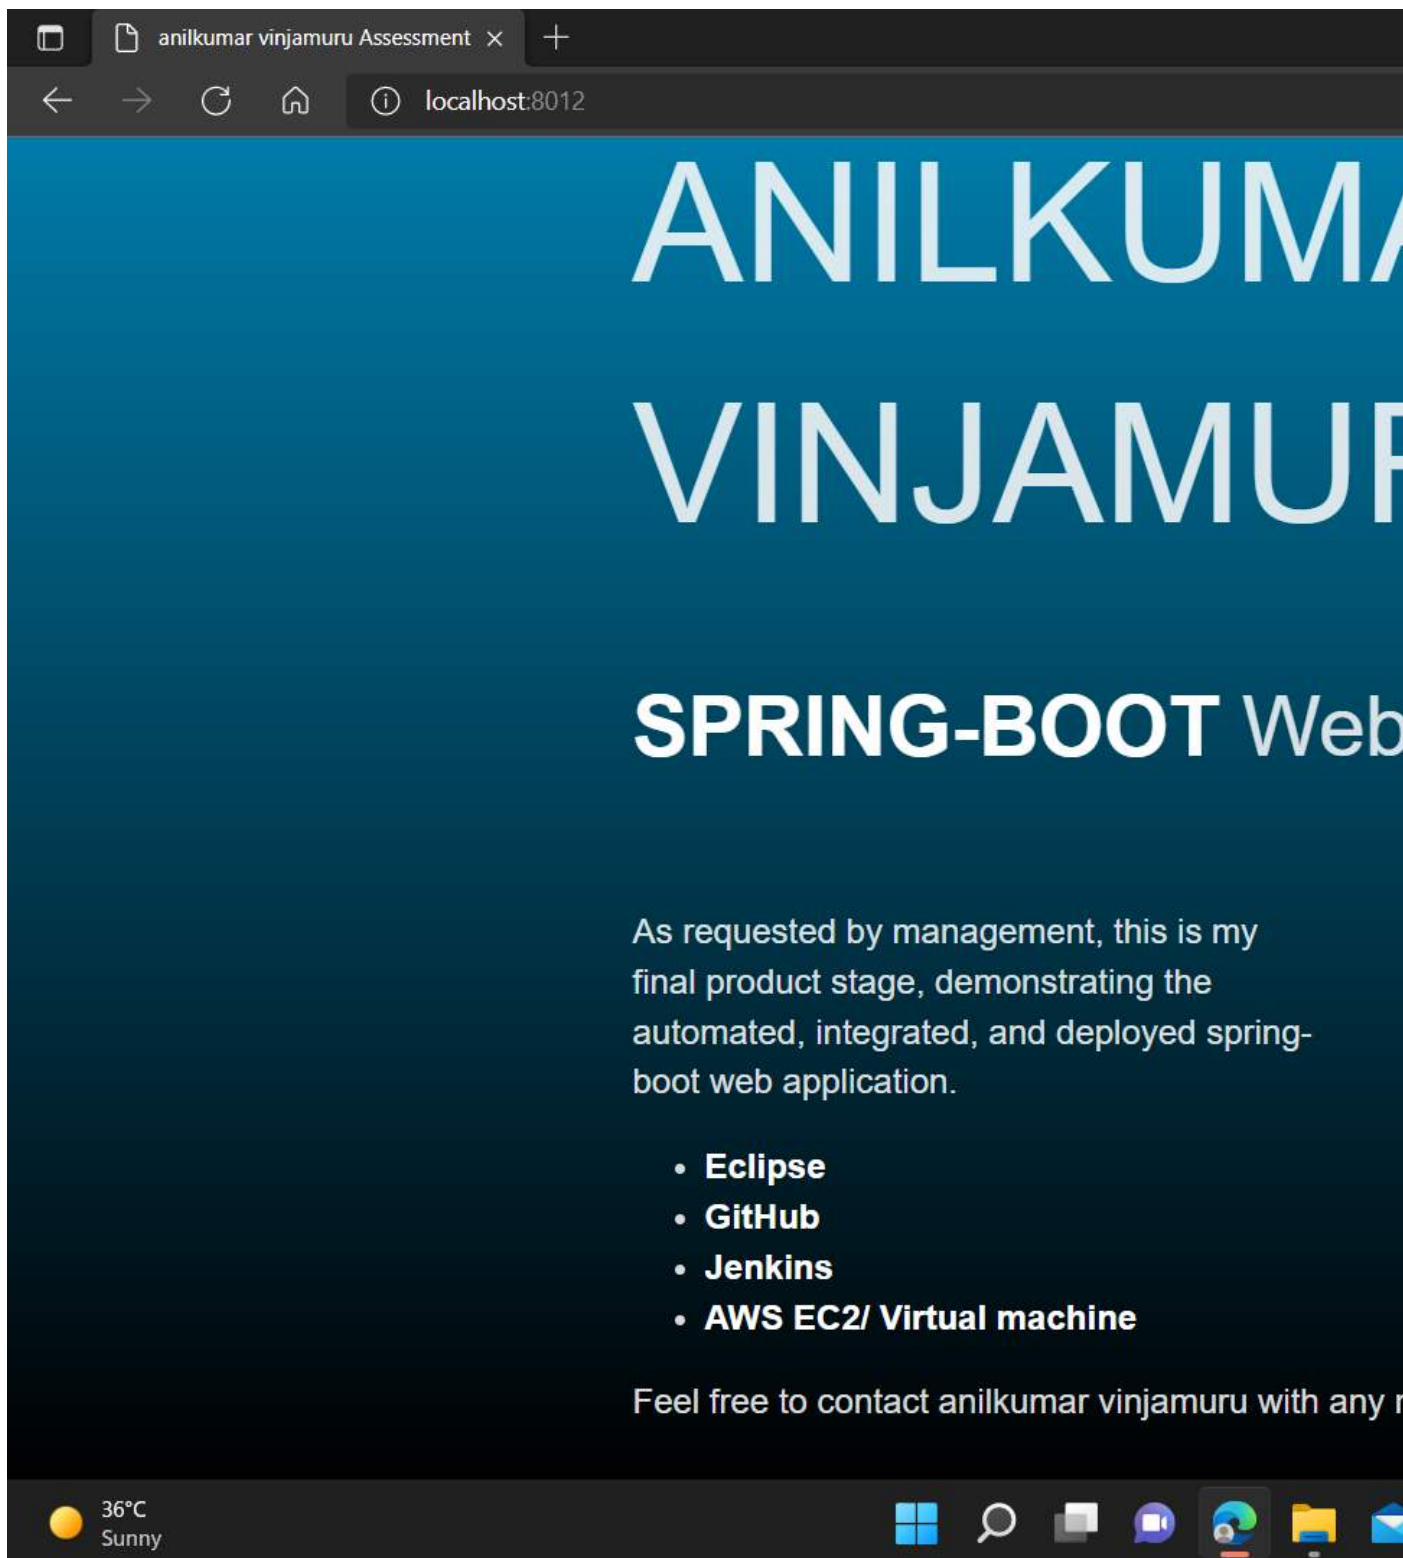 anilkumar vinjamuru Assessment
localhost:8012
ANILKUMA
VINJAMUR
SPRING-BOOT Web
As requested by management, this is my
final product stage, demonstrating the
automated, integrated, and deployed spring-
boot web application.
Eclipse
GitHub
Jenkins
AWS EC2/ Virtual machine
Feel free to contact anilkumar vinjamuru with any
36°C
Sunny